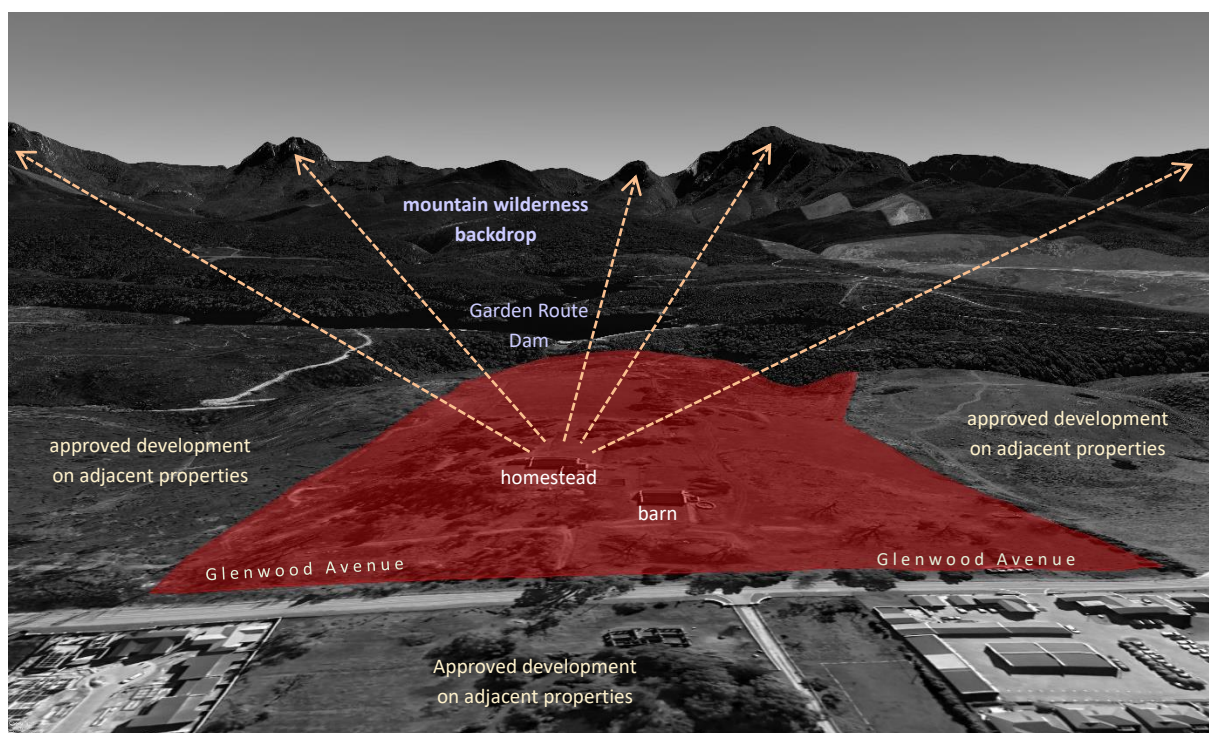 mountain wilderness
backdrop
Garden Route
Dam
approved development
on adjacent properties
approved development
on adjacent properties
homestead
barn
Glenwood Avenue
Glenwood Avenue
Approved development
on adjacent properties